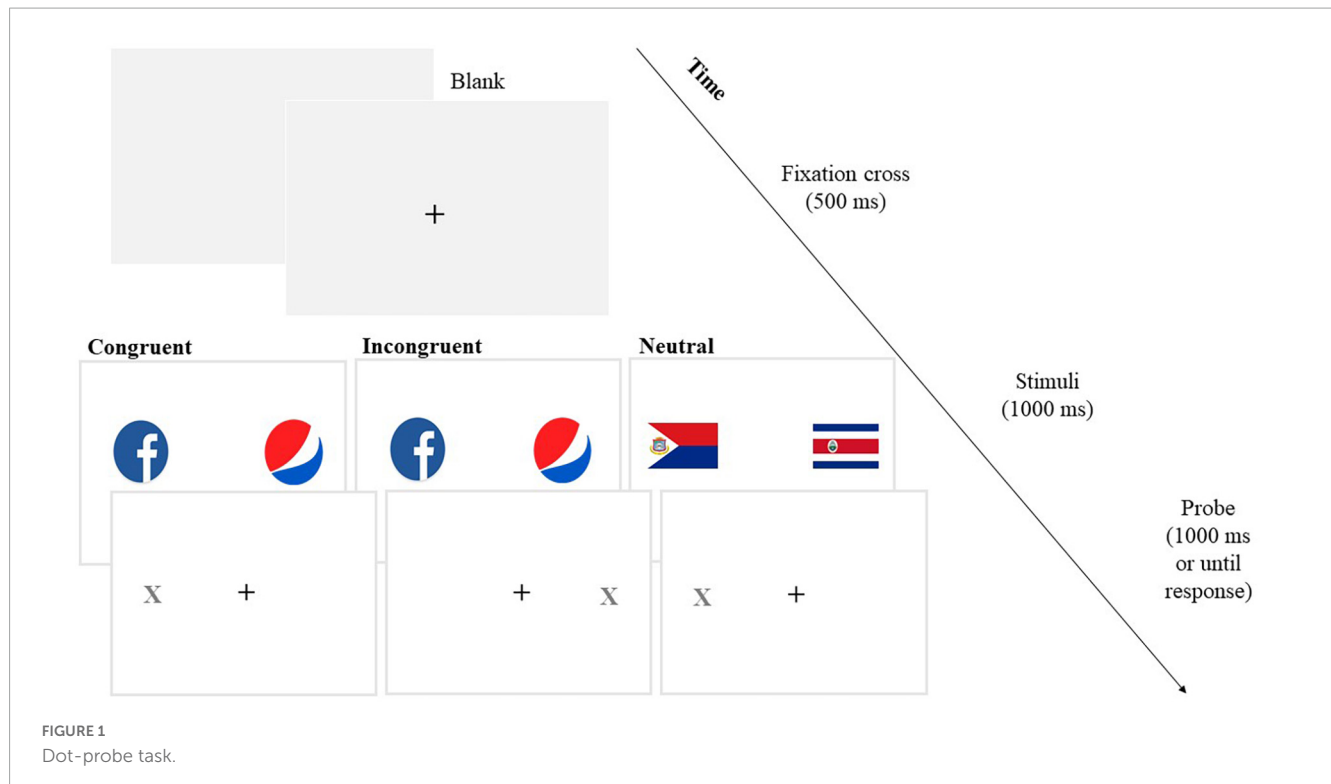 Blank
Time
+
Fixation cross
(500 ms)
Congruent
Incongruent
Neutral
f
f
Stimuli
(1000 ms)
X +
+ X
X +
Probe
(1000 ms
or until
response)
FIGURE 1
Dot-probe task.